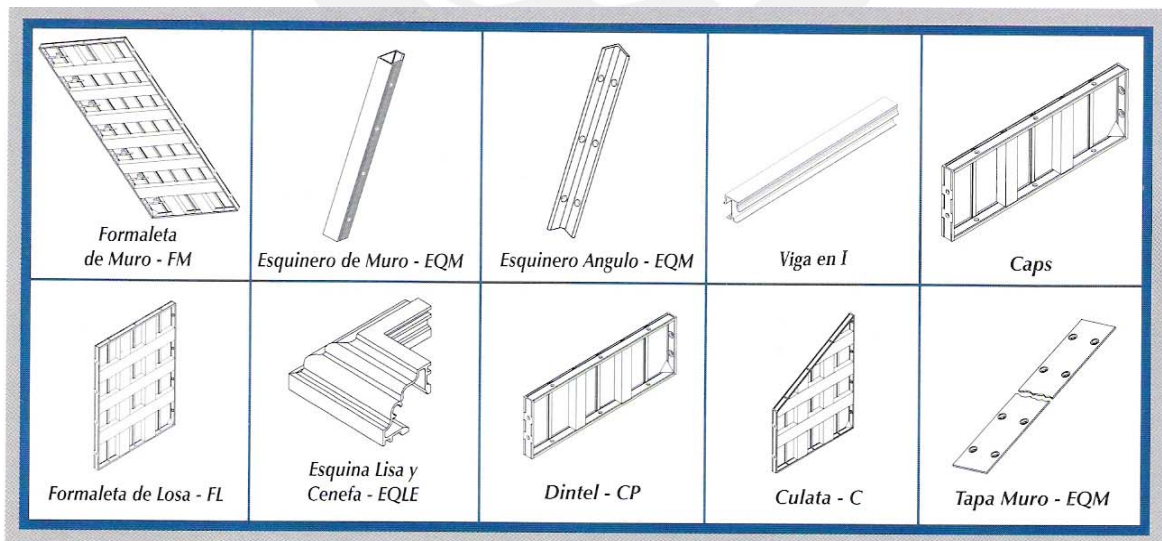 Formaleta
de Muro - FM
Esquinero de Muro - EQM
Esquinero Angulo - EQM
Viga en I
Caps
Formaleta de Losa - FL
Esquina Lisa y
Cenefa - EQLE
Dintel - CP
Culata - C
Tapa Muro - EQM